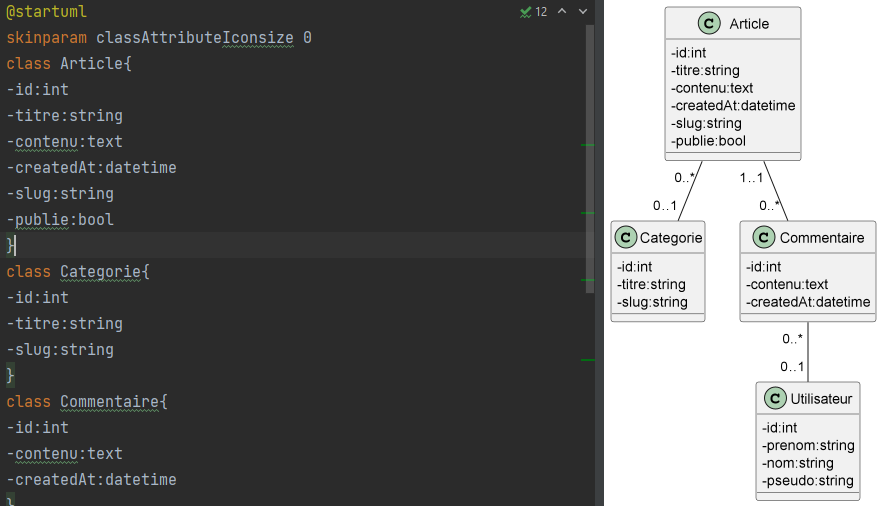 @startuml
12
skinparam classAttributeIconsize 0
class Article{
-id:int
-titre:string
-contenu:text
-createdAt:datetime
-slug:string
-publie:bool
}
class Categorie{
-id:int
-titre:string
-slug:string
}
class Commentaire{
-id:int
-contenu:text
-createdAt:datetime
}
C Article
-id:int
-titre:string
-contenu:text
-createdAt:datetime
-slug:string
-publie:bool
0..* 1..1
0..1 0..*
C Categorie
-id:int
-titre:string
-slug:string
C Commentaire
-id:int
-contenu:text
-createdAt:datetime
0..*
0..1
C Utilisateur
-id:int
-prenom:string
-nom:string
-pseudo:string